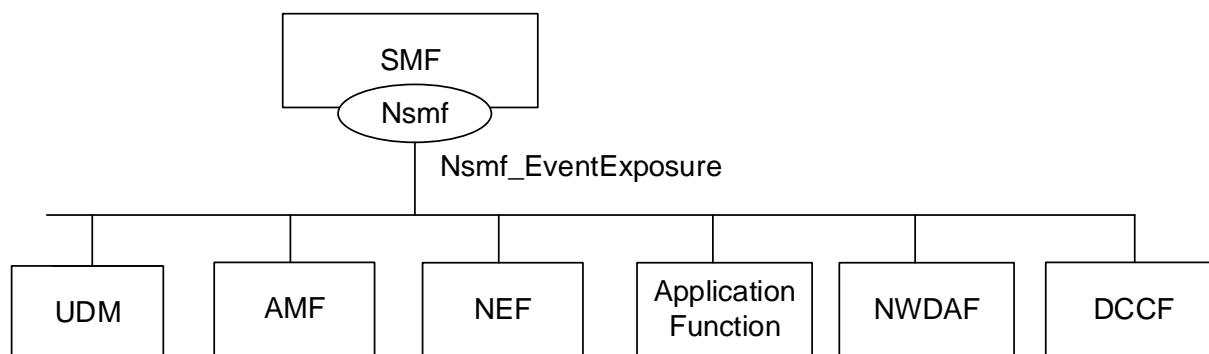 SMF
Nsmf
Nsmf_EventExposure
UDM
AMF
NEF
Application
Function
NWDAF
DCCF